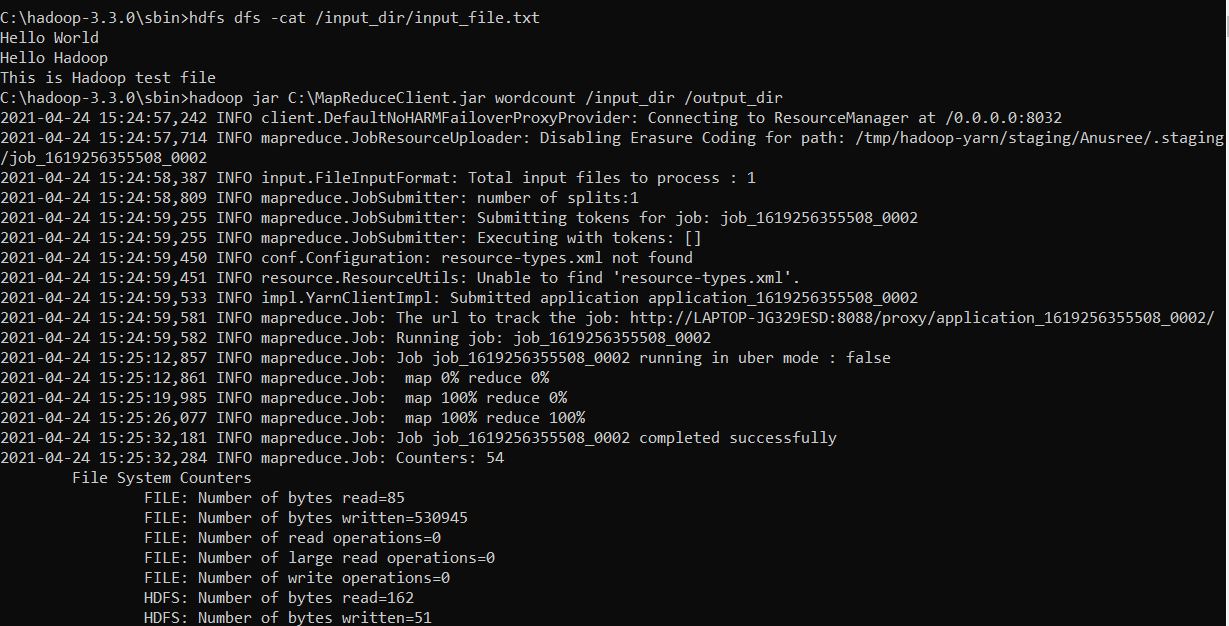 C:\hadoop-3.3.0\sbin>hdfs dfs -cat /input_dir/input_file.txt
Hello World
Hello Hadoop
This is Hadoop test file
C:\hadoop-3.3.0\sbin>hadoop jar C:\MapReduceClient.jar wordcount /input_dir /output_dir
2021-04-24 15:24:57,242 INFO client.DefaultNoHARMFailoverProxyProvider: Connecting to ResourceManager at /0.0.0.0:8032
2021-04-24 15:24:57,714 INFO mapreduce.JobResourceUploader: Disabling Erasure Coding for path: /tmp/hadoop-yarn/staging/Anusree/.staging
/job_1619256355508_0002
2021-04-24 15:24:58,387 INFO input.FileInputFormat: Total input files to process : 1
2021-04-24 15:24:58,809 INFO mapreduce.JobSubmitter: number of splits:1
2021-04-24 15:24:59,255 INFO mapreduce.JobSubmitter: Submitting tokens for job: job_1619256355508_0002
2021-04-24 15:24:59,255 INFO mapreduce.JobSubmitter: Executing with tokens: []
2021-04-24 15:24:59,450 INFO conf.Configuration: resource-types.xml not found
2021-04-24 15:24:59,451 INFO resource.ResourceUtils: Unable to find 'resource-types.xml'.
2021-04-24 15:24:59,533 INFO impl.YarnClientImpl: Submitted application application_1619256355508_0002
2021-04-24 15:24:59,581 INFO mapreduce.Job: The url to track the job: http://LAPTOP-JG329ESD:8088/proxy/application_1619256355508_0002/
2021-04-24 15:24:59,582 INFO mapreduce.Job: Running job: job_1619256355508_0002
2021-04-24 15:25:12,857 INFO mapreduce.Job: Job job_1619256355508_0002 running in uber mode : false
2021-04-24 15:25:12,861 INFO mapreduce.Job:  map 0% reduce 0%
2021-04-24 15:25:19,985 INFO mapreduce.Job:  map 100% reduce 0%
2021-04-24 15:25:26,077 INFO mapreduce.Job:  map 100% reduce 100%
2021-04-24 15:25:32,181 INFO mapreduce.Job: Job job_1619256355508_0002 completed successfully
2021-04-24 15:25:32,284 INFO mapreduce.Job: Counters: 54
        File System Counters
                FILE: Number of bytes read=85
                FILE: Number of bytes written=530945
                FILE: Number of read operations=0
                FILE: Number of large read operations=0
                FILE: Number of write operations=0
                HDFS: Number of bytes read=162
                HDFS: Number of bytes written=51